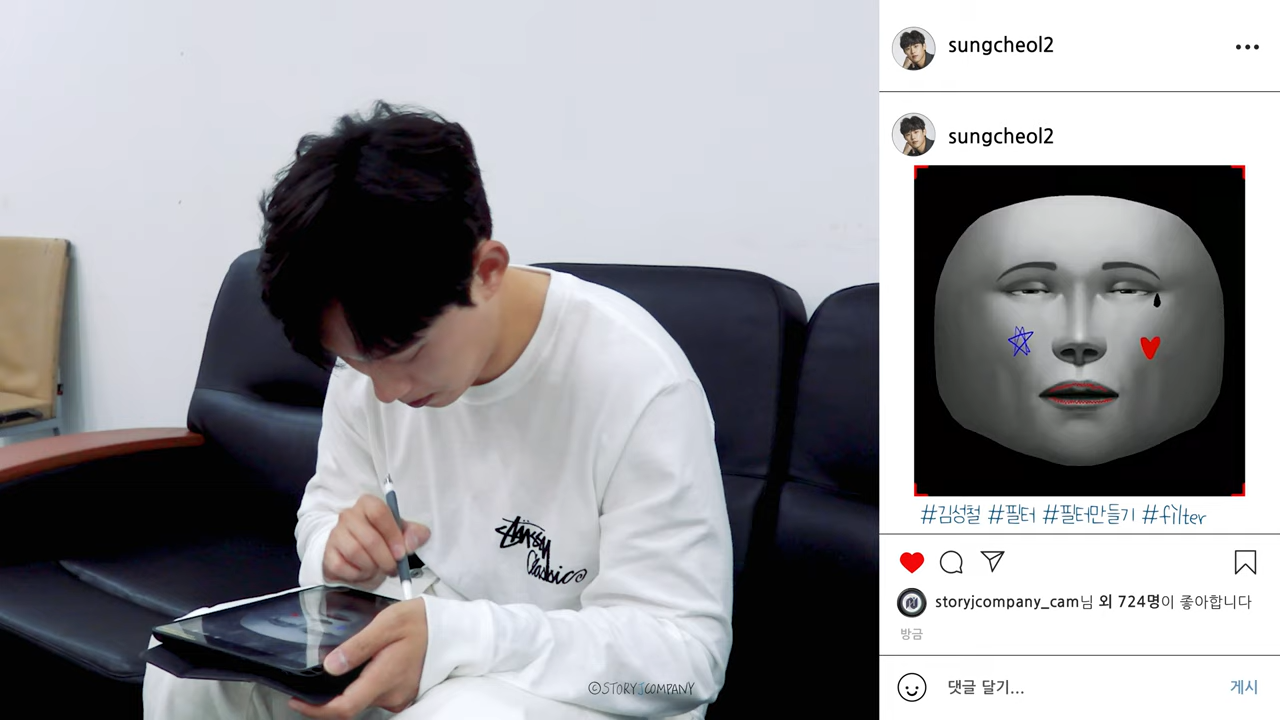 sungcheol2
sungcheol2
#김성철 #필터 #필터만들기 #filter
storyjcompany_cam님 외 724명이 좋아합니다
방금
댓글 달기...
게시
Stüssy
Classic
©STORYJCOMPANY